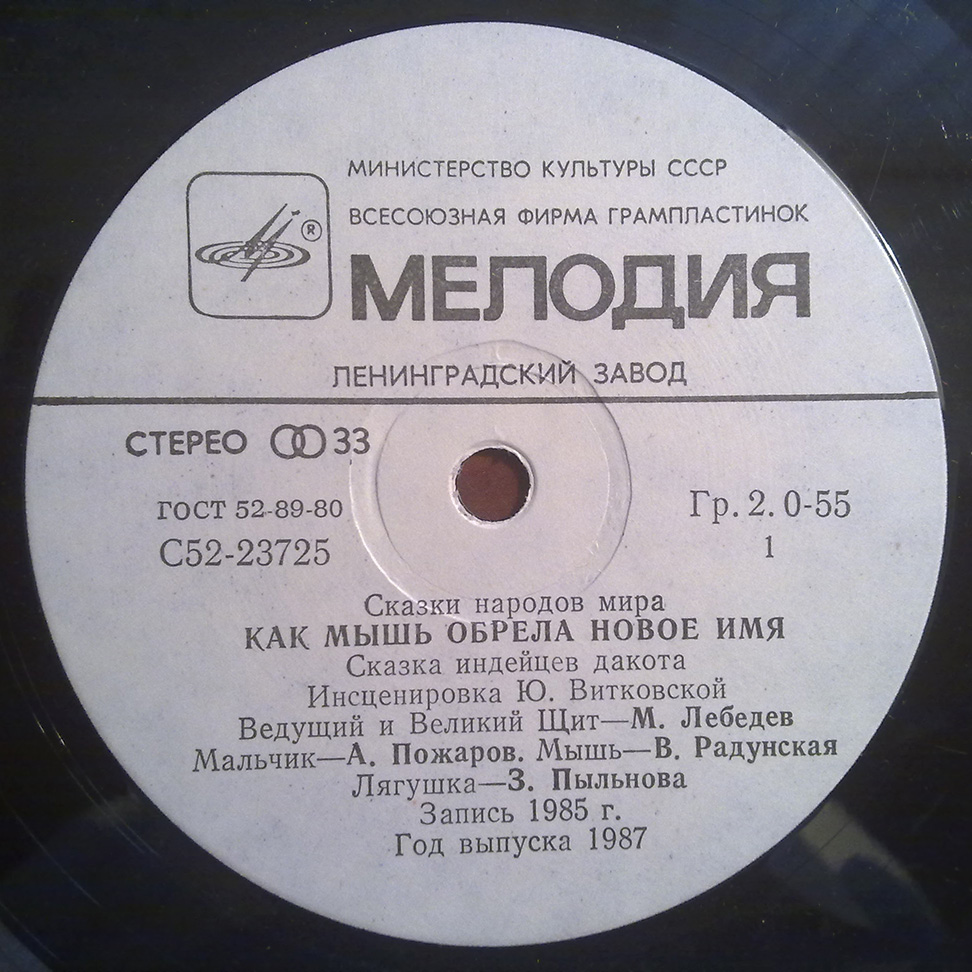 МИНИСТЕРСТВО КУЛЬТУРЫ СССР
ВСЕСОЮЗНАЯ ФИРМА ГРАМПЛАСТИНОК
®
МЕЛОДИЯ
ЛЕНИНГРАДСКИЙ ЗАВОД
СТЕРЕО 33
ГОСТ 52-89-80
Гр. 2. 0-55
С52-23725
1
Сказки народов мира
КАК МЫШЬ ОБРЕЛА НОВОЕ ИМЯ
Сказка индейцев дакота
Инсценировка Ю. Витковской
Ведущий и Великий Щит—М. Лебедев
Мальчик—А. Пожаров. Мышь—В. Радунская
Лягушка—З. Пыльнова
Запись 1985 г.
Год выпуска 1987